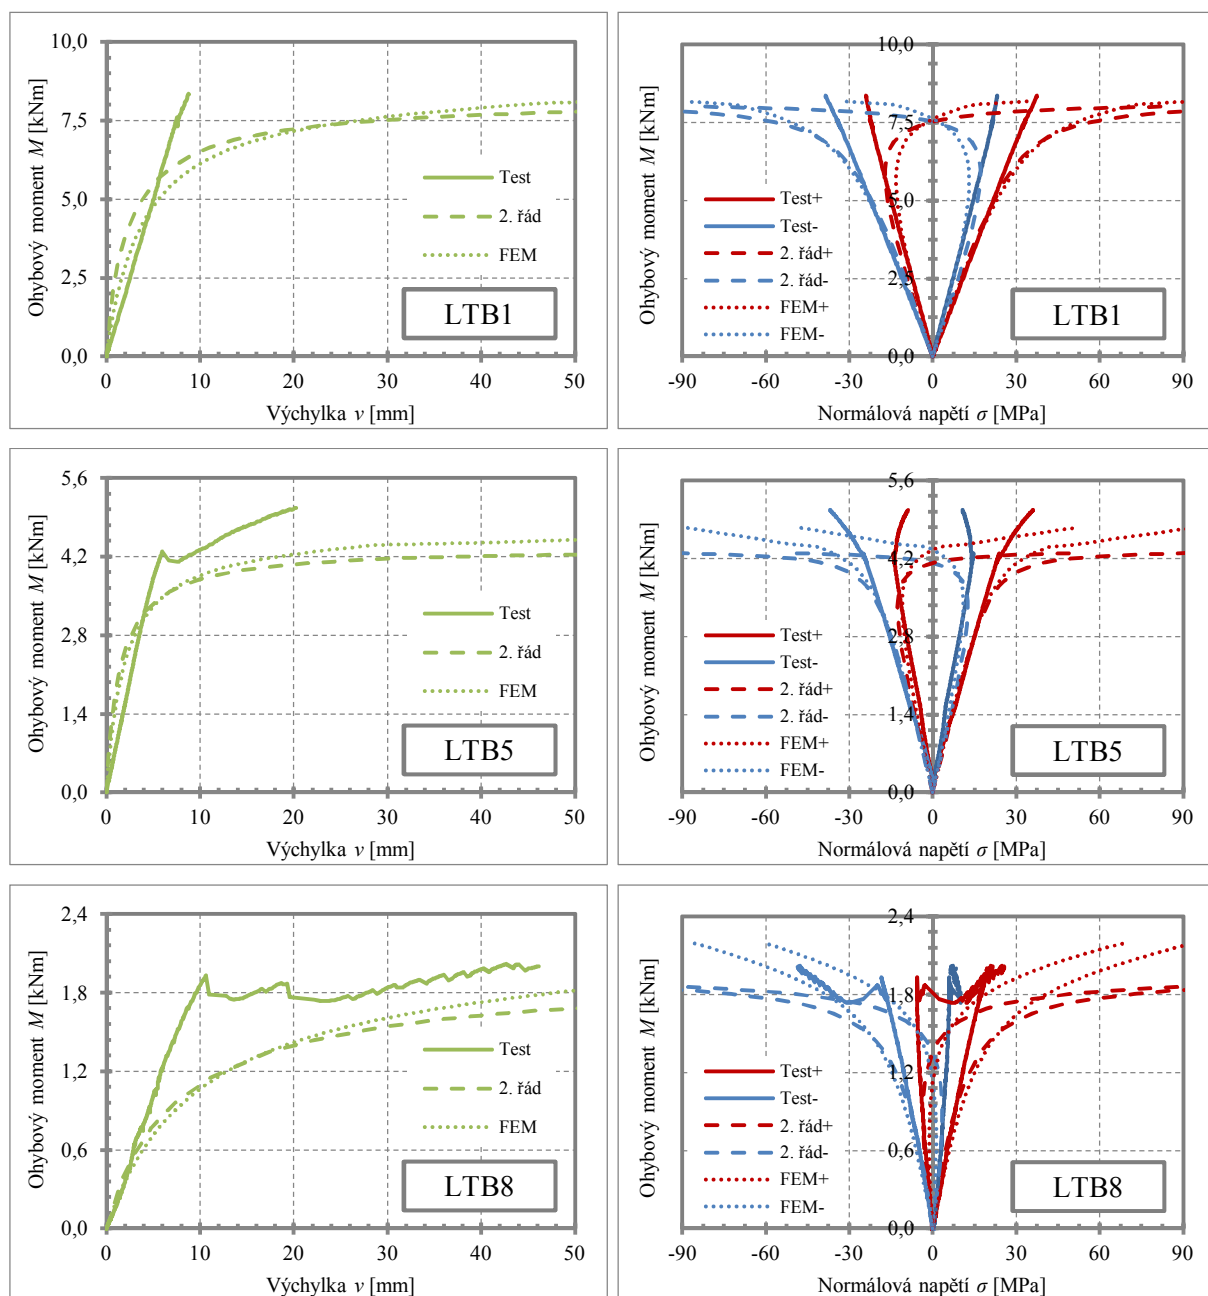 10,0
7,5
5,0
2,5
0,0
Ohybový moment M [kNm]
Test
2. řád
FEM
LTB1
0 10 20 30 40 50
Výchylka v [mm]
10,0
7,5
5,0
2,5
0,0
Ohybový moment M [kNm]
Test+
Test-
2. řád+
2. řád-
FEM+
FEM-
LTB1
-90 -60 -30 0 30 60 90
Normálová napětí σ [MPa]
5,6
4,2
2,8
1,4
0,0
Ohybový moment M [kNm]
Test
2. řád
FEM
LTB5
0 10 20 30 40 50
Výchylka v [mm]
5,6
4,2
2,8
1,4
0,0
Ohybový moment M [kNm]
Test+
Test-
2. řád+
2. řád-
FEM+
FEM-
LTB5
-90 -60 -30 0 30 60 90
Normálová napětí σ [MPa]
2,4
1,8
1,2
0,6
0,0
Ohybový moment M [kNm]
Test
2. řád
FEM
LTB8
0 10 20 30 40 50
Výchylka v [mm]
2,4
1,8
1,2
0,6
0,0
Ohybový moment M [kNm]
Test+
Test-
2. řád+
2. řád-
FEM+
FEM-
LTB8
-90 -60 -30 0 30 60 90
Normálová napětí σ [MPa]